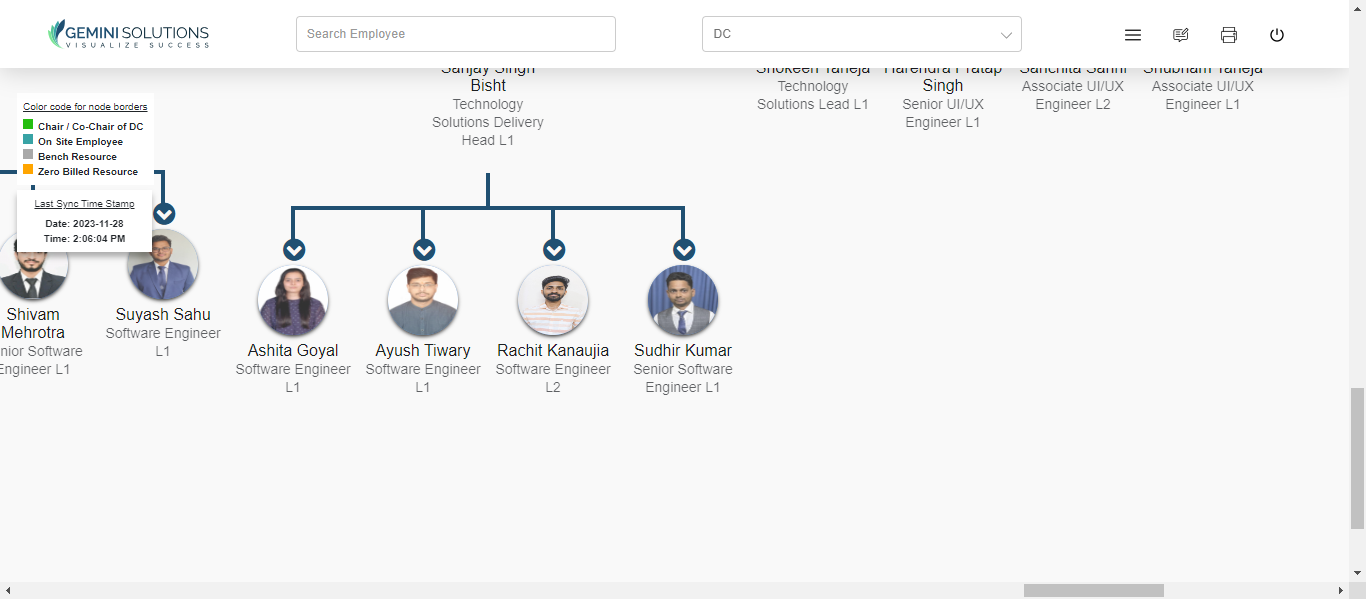 GEMINI SOLUTIONS
VISUALIZE SUCCESS
Search Employee
DC
Sanjay Singh
Bisht
Technology
Solutions Delivery
Head L1
Shokeen Taneja
Technology
Solutions Lead L1
Harendra Pratap
Singh
Senior UI/UX
Engineer L1
Sanchita Sahni
Associate UI/UX
Engineer L2
Shubham Taneja
Associate UI/UX
Engineer L1
Color code for node borders
Chair / Co-Chair of DC
On Site Employee
Bench Resource
Zero Billed Resource
Last Sync Time Stamp
Date: 2023-11-28
Time: 2:06:04 PM
Shivam
Mehrotra
nior Software
Engineer L1
Suyash Sahu
Software Engineer
L1
Ashita Goyal
Software Engineer
L1
Ayush Tiwary
Software Engineer
L1
Rachit Kanaujia
Software Engineer
L2
Sudhir Kumar
Senior Software
Engineer L1